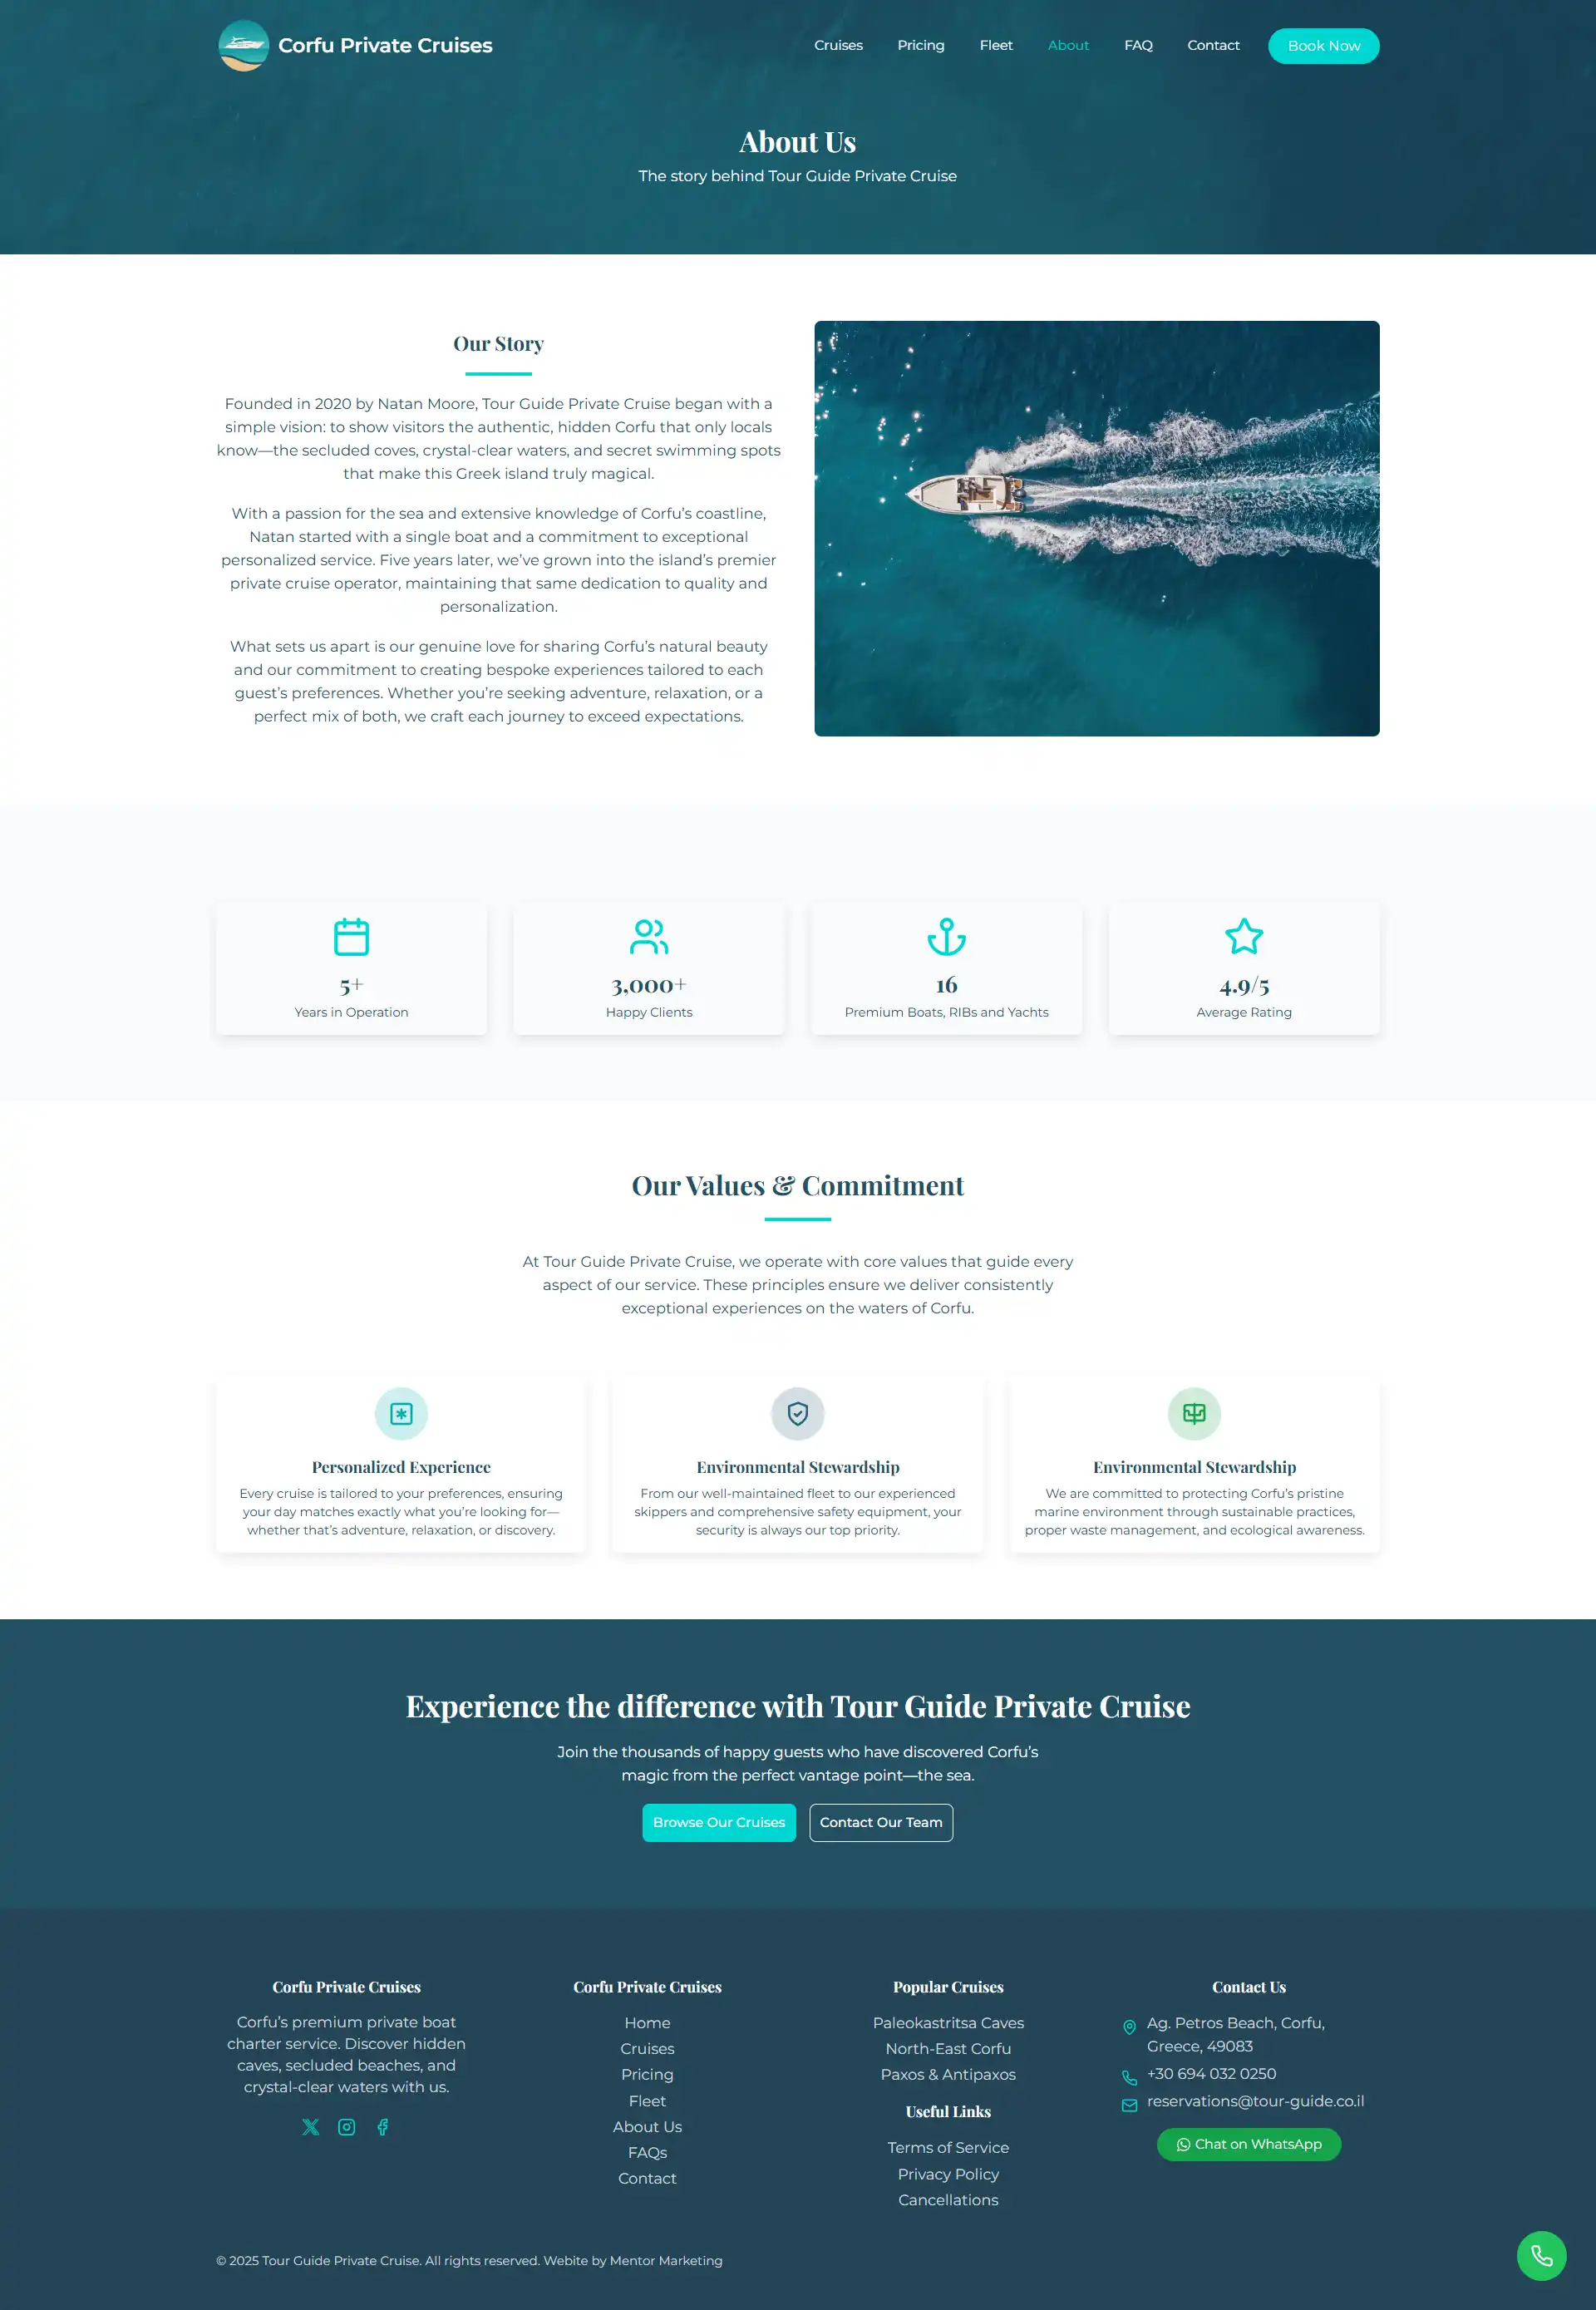 Corfu Private Cruises
Cruises
Pricing
Fleet
About
FAQ
Contact
Book Now
About Us
The story behind Tour Guide Private Cruise
Our Story
Founded in 2020 by Natan Moore, Tour Guide Private Cruise began with a
simple vision: to show visitors the authentic, hidden Corfu that only locals
know—the secluded coves, crystal-clear waters, and secret swimming spots
that make this Greek island truly magical.
With a passion for the sea and extensive knowledge of Corfu’s coastline,
Natan started with a single boat and a commitment to exceptional
personalized service. Five years later, we’ve grown into the island’s premier
private cruise operator, maintaining that same dedication to quality and
personalization.
What sets us apart is our genuine love for sharing Corfu’s natural beauty
and our commitment to creating bespoke experiences tailored to each
guest’s preferences. Whether you’re seeking adventure, relaxation, or a
perfect mix of both, we craft each journey to exceed expectations.
5+
Years in Operation
3,000+
Happy Clients
16
Premium Boats, RIBs and Yachts
4.9/5
Average Rating
Our Values & Commitment
At Tour Guide Private Cruise, we operate with core values that guide every
aspect of our service. These principles ensure we deliver consistently
exceptional experiences on the waters of Corfu.
Personalized Experience
Every cruise is tailored to your preferences, ensuring
your day matches exactly what you’re looking for—
whether that’s adventure, relaxation, or discovery.
Environmental Stewardship
From our well-maintained fleet to our experienced
skippers and comprehensive safety equipment, your
security is always our top priority.
Environmental Stewardship
We are committed to protecting Corfu’s pristine
marine environment through sustainable practices,
proper waste management, and ecological awareness.
Experience the difference with Tour Guide Private Cruise
Join the thousands of happy guests who have discovered Corfu’s
magic from the perfect vantage point—the sea.
Browse Our Cruises
Contact Our Team
Corfu Private Cruises
Corfu’s premium private boat
charter service. Discover hidden
caves, secluded beaches, and
crystal-clear waters with us.
Corfu Private Cruises
Home
Cruises
Pricing
Fleet
About Us
FAQs
Contact
Popular Cruises
Paleokastritsa Caves
North-East Corfu
Paxos & Antipaxos
Useful Links
Terms of Service
Privacy Policy
Cancellations
Contact Us
Ag. Petros Beach, Corfu,
Greece, 49083
+30 694 032 0250
reservations@tour-guide.co.il
Chat on WhatsApp
© 2025 Tour Guide Private Cruise. All rights reserved. Webite by Mentor Marketing